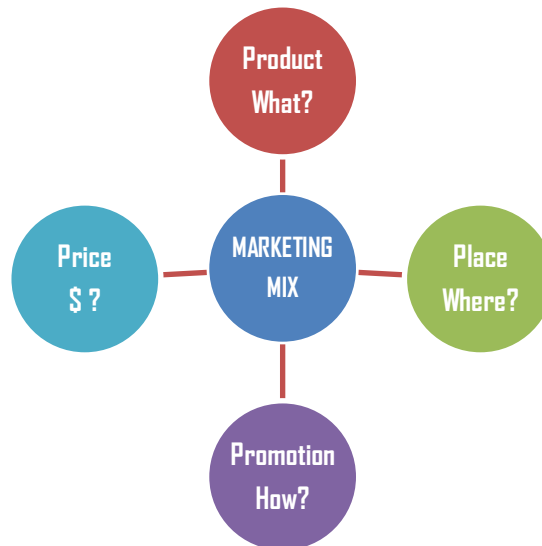 Product
What?
Price
$ ?
MARKETING
MIX
Place
Where?
Promotion
How?